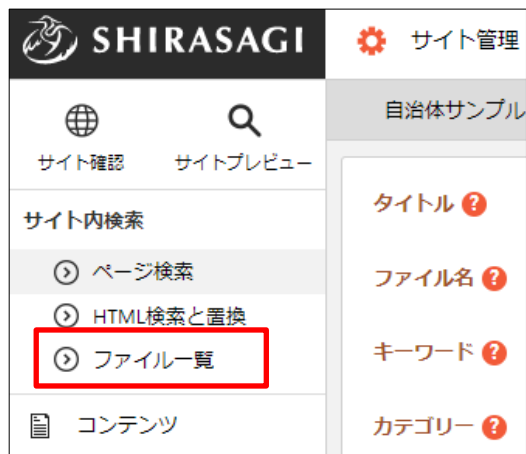 SHIRASAGI
サイト管理
自治体サンプル
サイト確認
サイトプレビュー
サイト内検索
ページ検索
HTML検索と置換
ファイル一覧
コンテンツ
タイトル ?
ファイル名 ?
キーワード ?
カテゴリー ?